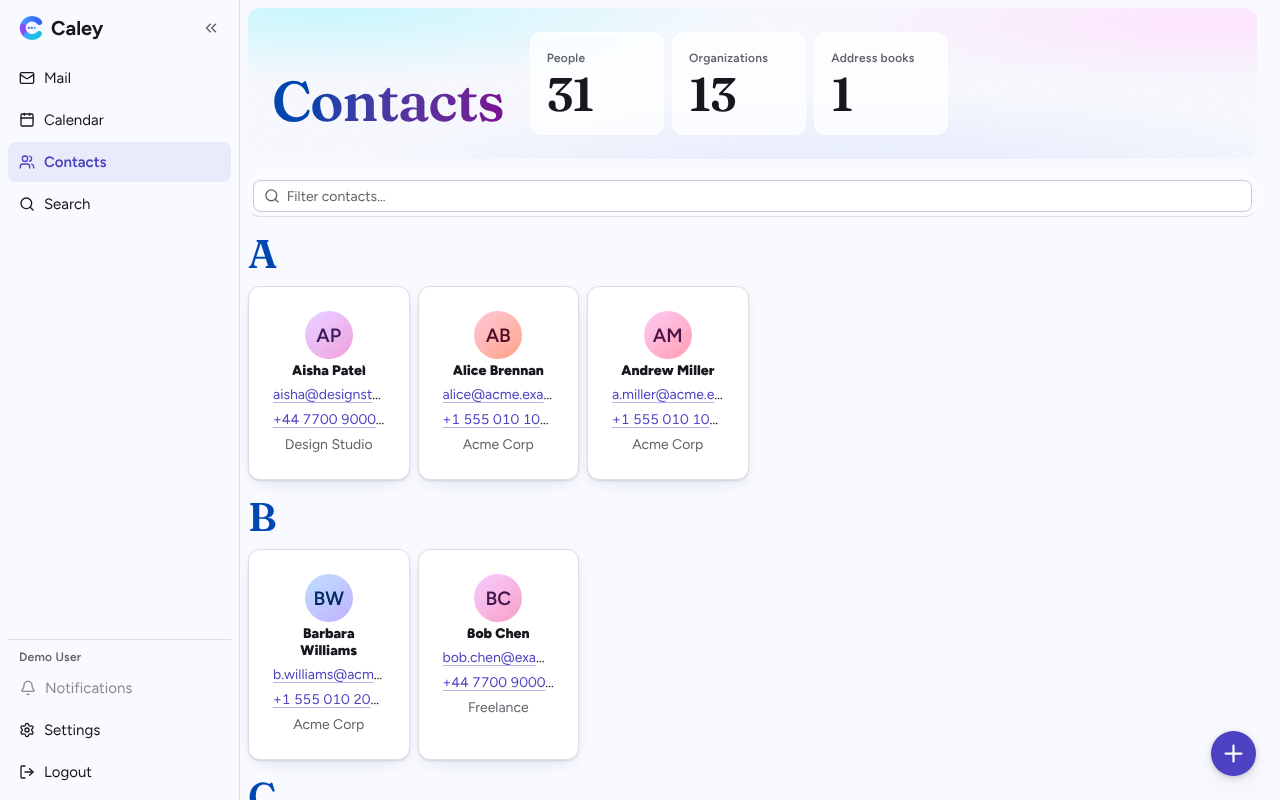 Caley
Mail
Calendar
Contacts
Search
Demo User
Notifications
Settings
Logout
Contacts
People
31
Organizations
13
Address books
1
Filter contacts...
A
AP
Aisha Patel
aisha@designst...
+44 7700 9000...
Design Studio
AB
Alice Brennan
alice@acme.exa...
+1 555 010 10...
Acme Corp
AM
Andrew Miller
a.miller@acme.e...
+1 555 010 10...
Acme Corp
B
BW
Barbara
Williams
b.williams@acm...
+1 555 010 20...
Acme Corp
BC
Bob Chen
bob.chen@exa...
+44 7700 9000...
Freelance
C